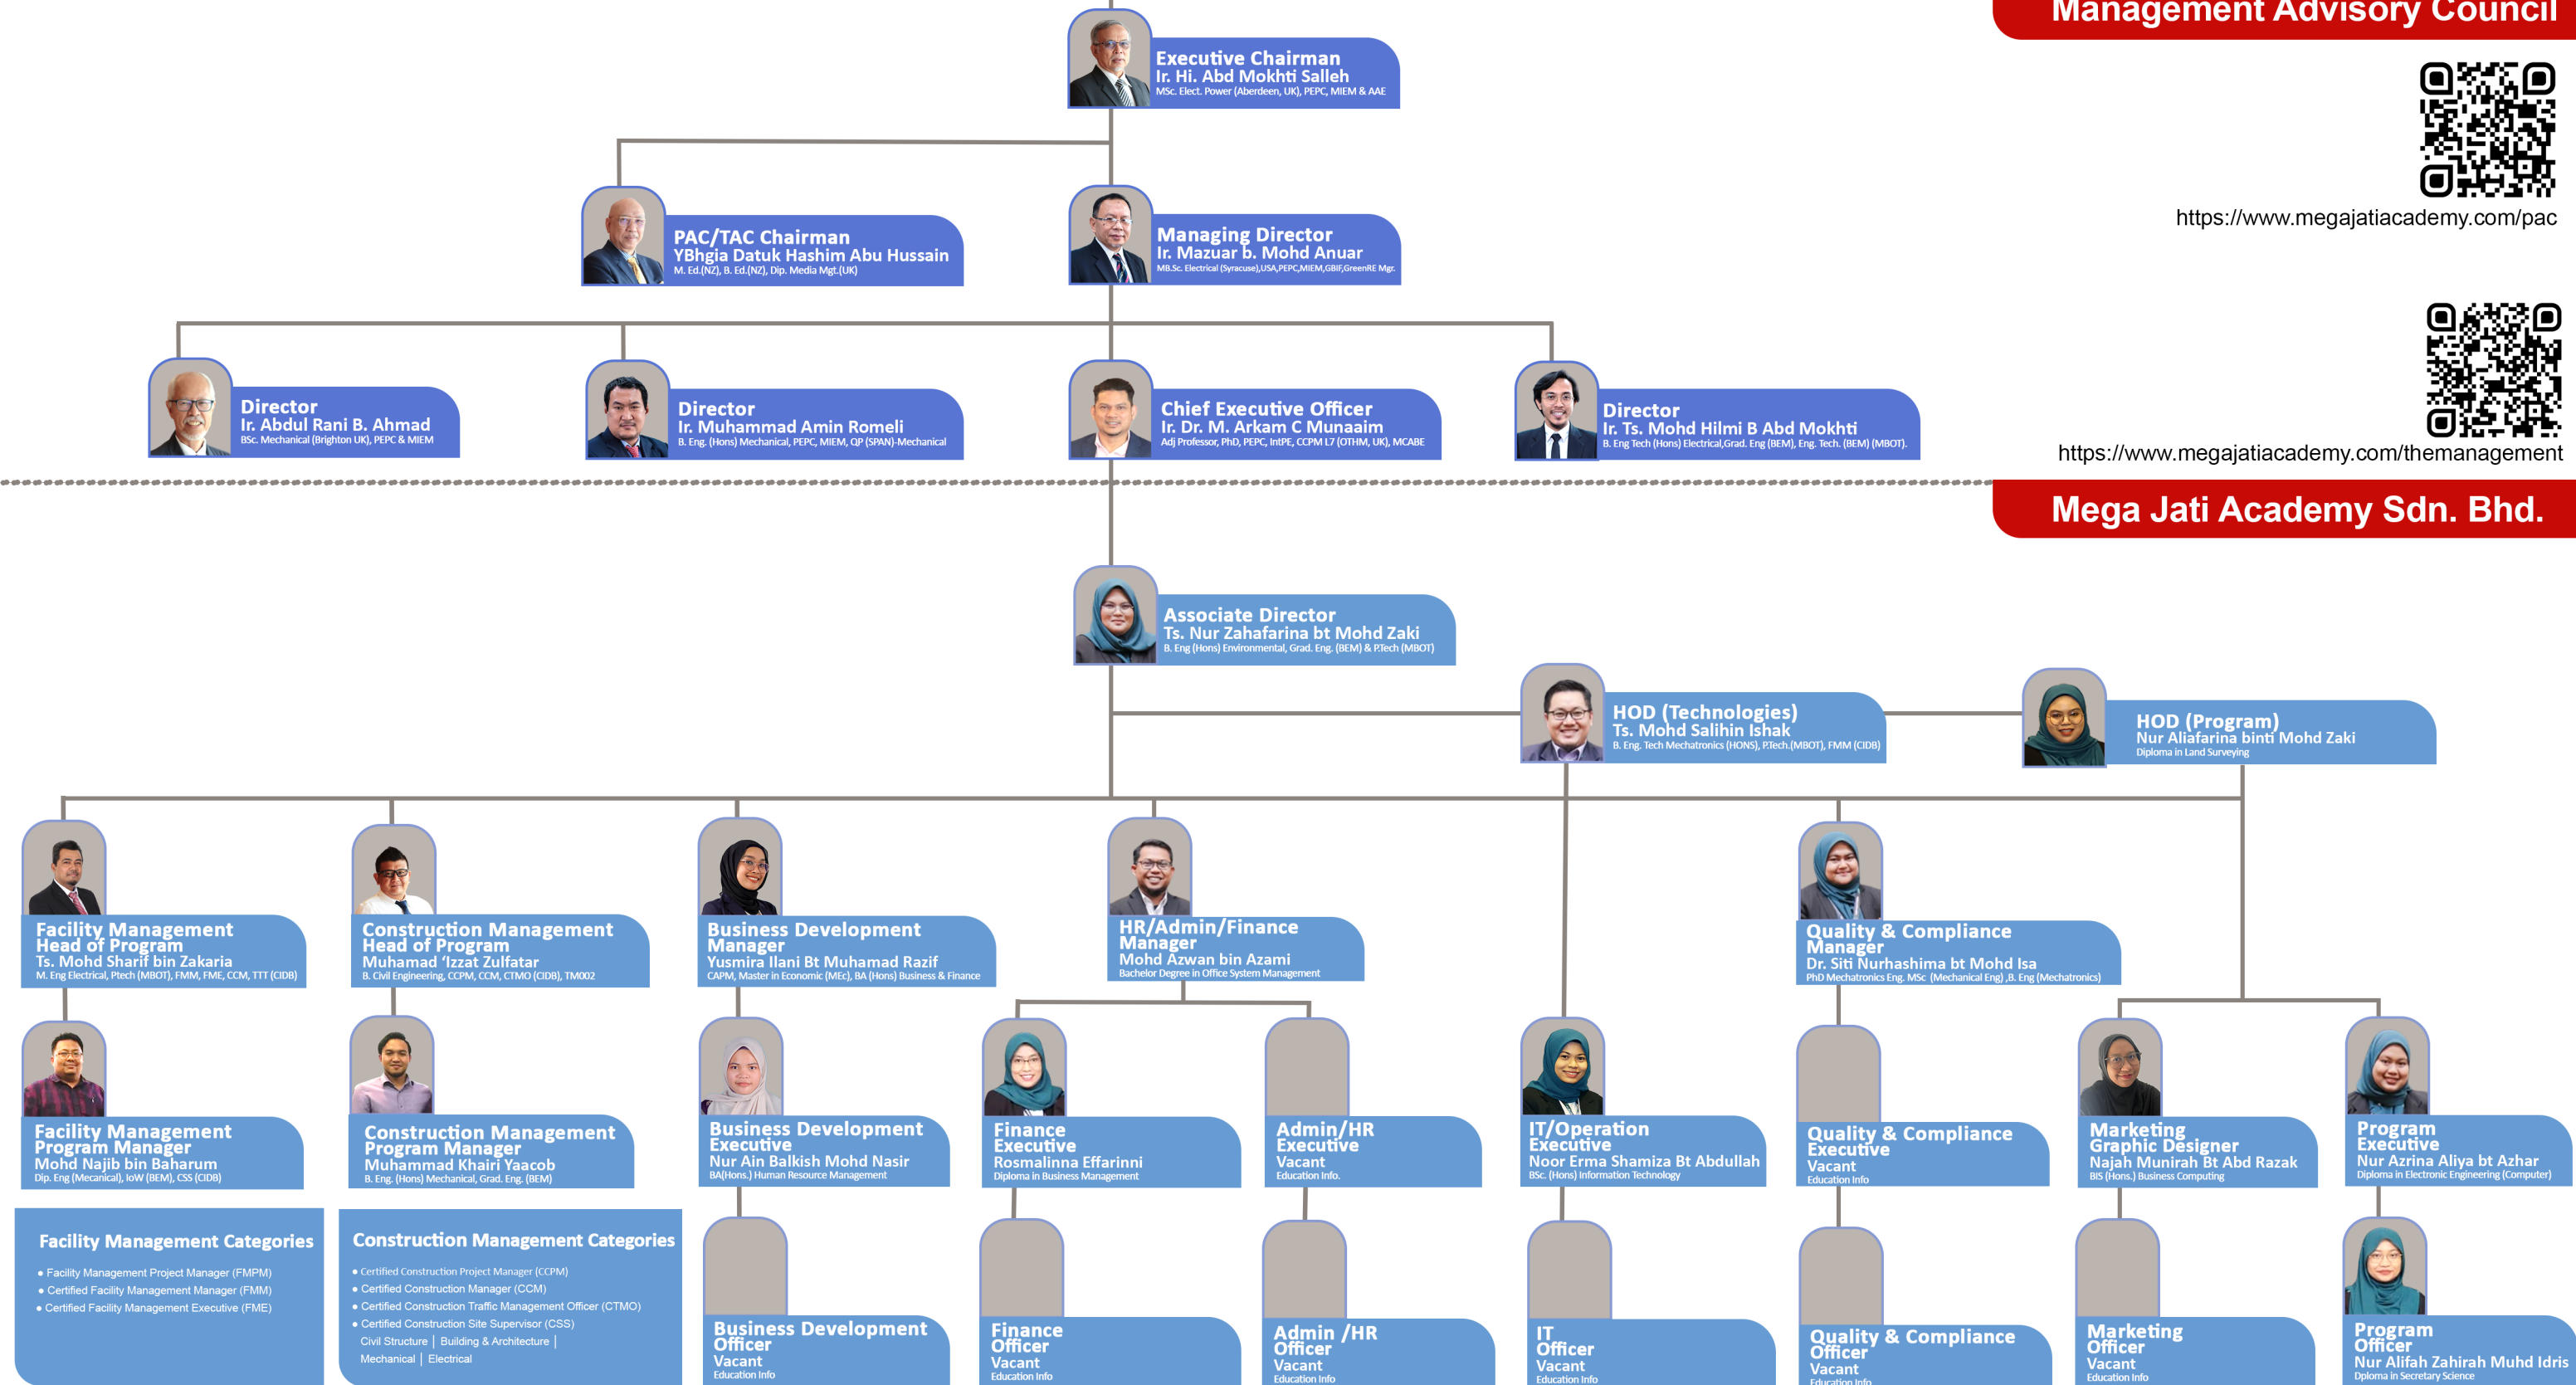 Management Advisory Council
Executive Chairman
Ir. Hi. Abd Mokhti Salleh
MSc. Elect. Power (Aberdeen, UK), PEPC, MIEM & AAE
https://www.megajatiacademy.com/pac
PAC/TAC Chairman
YBhgia Datuk Hashim Abu Hussain
M. Ed.(NZ), B. Ed.(NZ), Dip. Media Mgt.(UK)
Managing Director
Ir. Mazuar b. Mohd Anuar
MB.Sc. Electrical (Syracuse),USA,PEPC,MIEM,GBIF,GreenRE Mgr.
Director
Ir. Abdul Rani B. Ahmad
BSc. Mechanical (Brighton UK), PEPC & MIEM
Director
Ir. Muhammad Amin Romeli
B. Eng. (Hons) Mechanical, PEPC, MIEM, QP (SPAN)-Mechanical
Chief Executive Officer
Ir. Dr. M. Arkam C Munaaim
Adj Professor, PhD, PEPC, IntPE, CCPM L7 (OTHM, UK), MCABE
Director
Ir. Ts. Mohd Hilmi B Abd Mokhti
B. Eng Tech (Hons) Electrical,Grad. Eng (BEM), Eng. Tech. (BEM) (MBOT).
https://www.megajatiacademy.com/themanagement
Mega Jati Academy Sdn. Bhd.
Associate Director
Ts. Nur Zahafarina bt Mohd Zaki
B. Eng (Hons) Environmental, Grad. Eng. (BEM) & P.Tech (MBOT)
HOD (Technologies)
Ts. Mohd Salihin Ishak
B. Eng. Tech Mechatronics (HONS), P.Tech.(MBOT), FMM (CIDB)
HOD (Program)
Nur Aliafarina binti Mohd Zaki
Diploma in Land Surveying
Facility Management
Head of Program
Ts. Mohd Sharif bin Zakaria
M. Eng Electrical, Ptech (MBOT), FMM, FME, CCM, TTT (CIDB)
Construction Management
Head of Program
Muhamad ‘Izzat Zulfatar
B. Civil Engineering, CCPM, CCM, CTMO (CIDB), TM002
Business Development
Manager
Yusmira Ilani Bt Muhamad Razif
CAPM, Master in Economic (MEc), BA (Hons) Business & Finance
HR/Admin/Finance
Manager
Mohd Azwan bin Azami
Bachelor Degree in Office System Management
Quality & Compliance
Manager
Dr. Siti Nurhashima bt Mohd Isa
PhD Mechatronics Eng. MSc (Mechanical Eng) ,B. Eng (Mechatronics)
Facility Management
Program Manager
Mohd Najib bin Baharum
Dip. Eng (Mecanical), IoW (BEM), CSS (CIDB)
Construction Management
Program Manager
Muhammad Khairi Yaacob
B. Eng. (Hons) Mechanical, Grad. Eng. (BEM)
Business Development
Executive
Nur Ain Balkish Mohd Nasir
BA(Hons.) Human Resource Management
Finance
Executive
Rosmalinna Effarinni
Diploma in Business Management
Admin/HR
Executive
Vacant
Education Info.
IT/Operation
Executive
Noor Erma Shamiza Bt Abdullah
BSc. (Hons) Information Technology
Quality & Compliance
Executive
Vacant
Education Info
Marketing
Graphic Designer
Najah Munirah Bt Abd Razak
BIS (Hons.) Business Computing
Program
Executive
Nur Azrina Aliya bt Azhar
Diploma in Electronic Engineering (Computer)
Facility Management Categories
● Facility Management Project Manager (FMPM)
● Certified Facility Management Manager (FMM)
● Certified Facility Management Executive (FME)
Construction Management Categories
● Certified Construction Project Manager (CCPM)
● Certified Construction Manager (CCM)
● Certified Construction Traffic Management Officer (CTMO)
● Certified Construction Site Supervisor (CSS)
Civil Structure | Building & Architecture |
Mechanical | Electrical
Business Development
Officer
Vacant
Education Info
Finance
Officer
Vacant
Education Info
Admin /HR
Officer
Vacant
Education Info
IT
Officer
Vacant
Education Info
Quality & Compliance
Officer
Vacant
Education Info
Marketing
Officer
Vacant
Education Info
Program
Officer
Nur Alifah Zahirah Muhd Idris
Dploma in Secretary Science